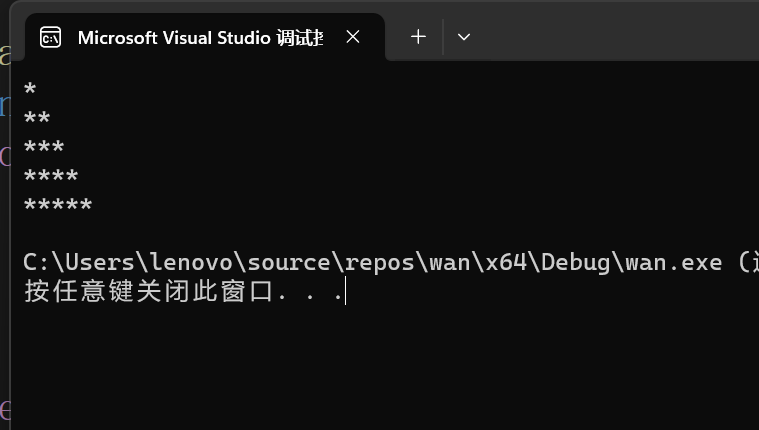 Microsoft Visual Studio 调试
*
**
***
****
*****
C:\Users\lenovo\source\repos\wan\x64\Debug\wan.exe (
按任意键关闭此窗口. . .